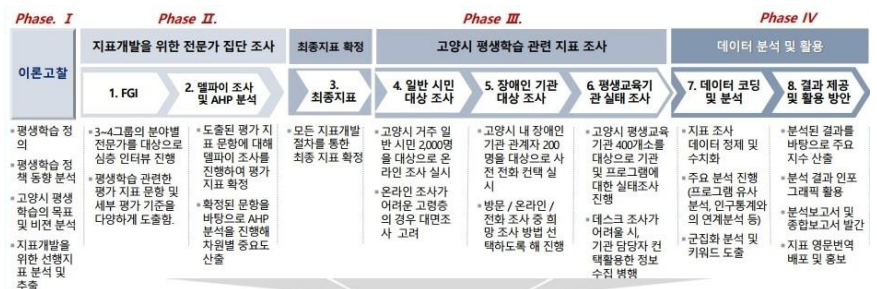 Phase. Ⅰ
Phase Ⅱ.
Phase Ⅲ.
Phase Ⅳ
이론고찰
지표개발을 위한 전문가 집단 조사
최종지표 확정
고양시 평생학습 관련 지표 조사
데이터 분석 및 활용
1. FGI
2. 델파이 조사
및 AHP 분석
3.
최종지표
4. 일반 시민
대상 조사
5. 장애인 기관
대상 조사
6. 평생교육기
관 실태 조사
7. 데이터 코딩
및 분석
8. 결과 제공
및 활용 방안
▪ 평생학습 정
의
▪ 평생학습 정
책 동향 분석
▪ 고양시 평생
학습의 목표
및 비젼 분석
▪ 지표개발을
위한 선행지
표 분석 및
추출
▪ 3~4그룹의 분야별
전문가를 대상으로
심층 인터뷰 진행
▪ 평생학습 관련한
평가 지표 문항 및
세부 평가 기준을
다양하게 도출함.
▪ 도출된 평가 지
표 문항에 대해
델파이 조사를
진행하여 평가
지표 확정
▪ 확정된 문항을
바탕으로 AHP
분석을 진행해
차원별 중요도
산출
▪ 모든 지표개발
절차를 통한
최종 지표 확정
▪ 고양시 거주 일
반 시민 2,000명
을 대상으로 온
라인 조사 실시
▪ 온라인 조사가
어려운 고령층
의 경우 대면조
사 고려
▪ 고양시 내 장애인
기관 관계자 200
명을 대상으로 사
전 전화 컨택 실
시
▪ 방문 / 온라인 /
전화 조사 중 희
망 조사 방법 선
택하도록 해 진행
▪ 고양시 평생교육
기관 400개소를
대상으로 기관
및 프로그램에
대한 실태조사
진행
▪ 데스크 조사가
어려울 시,
기관 담당자 컨
택활용한 정보
수집 병행
▪ 지표 조사
데이터 정제 및
수치화
▪ 주요 분석 진행
(프로그램 유사
분석, 인구통계와
의 연계분석 등)
▪ 군집화 분석 및
키워드 도출
▪ 분석된 결과를
바탕으로 주요
지수 산출
▪ 분석 결과 인포
그래픽 활용
▪ 분석보고서 및
종합보고서 발간
▪ 지표 영문번역
배포 및 홍보